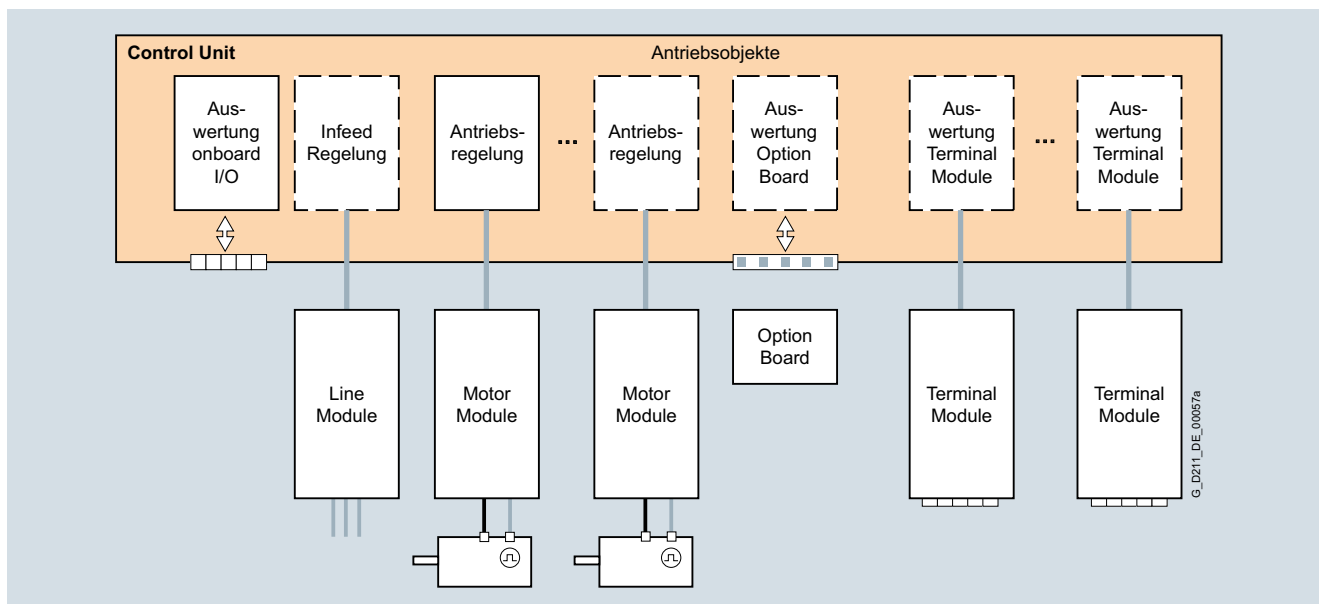 Control Unit
Antriebsobjekte
Aus-
wertung
onboard
I/O
Infeed
Regelung
Antriebs-
regelung
...
Antriebs-
regelung
Aus-
wertung
Option
Board
Aus-
wertung
Terminal
Module
...
Aus-
wertung
Terminal
Module
Line
Module
Motor
Module
Motor
Module
Option
Board
Terminal
Module
Terminal
Module
G_D211_DE_00057a